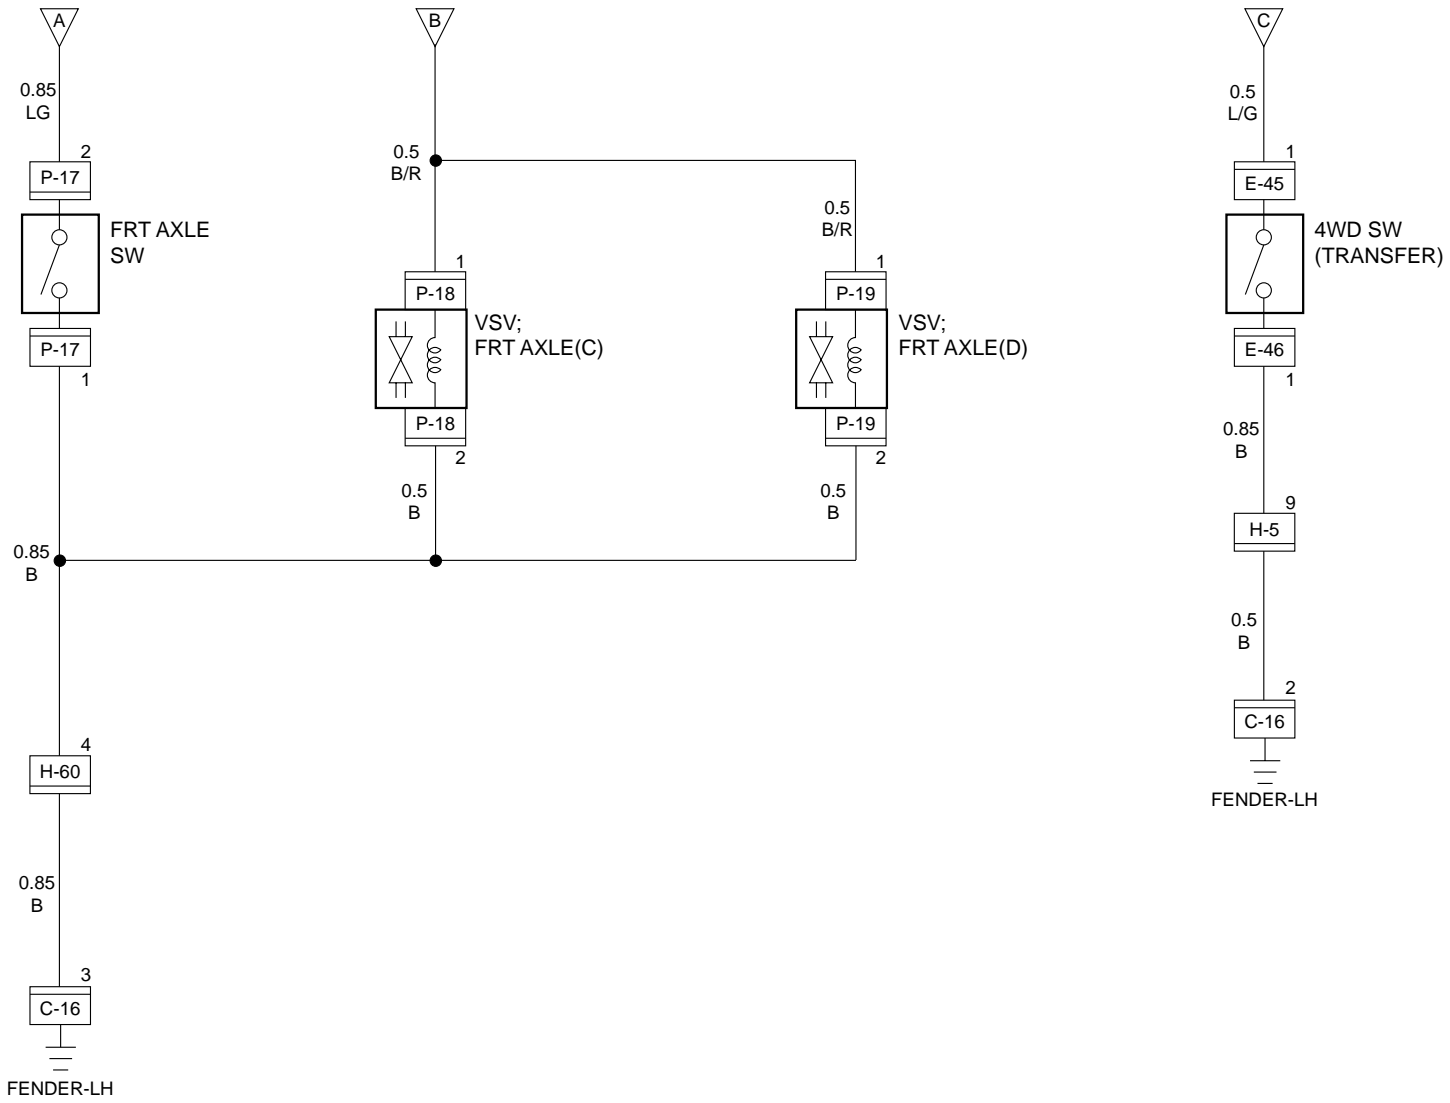 A
B
C
0.85
LG
0.5
L/G
2
P-17
FRT AXLE
SW
P-17
1
0.5
B/R
0.5
B/R
1
P-18
VSV;
FRT AXLE(C)
P-18
2
1
P-19
VSV;
FRT AXLE(D)
P-19
2
1
E-45
4WD SW
(TRANSFER)
E-46
1
0.85
B
0.5
B
0.5
B
0.85
B
9
H-5
0.5
B
2
C-16
FENDER-LH
4
H-60
0.85
B
3
C-16
FENDER-LH